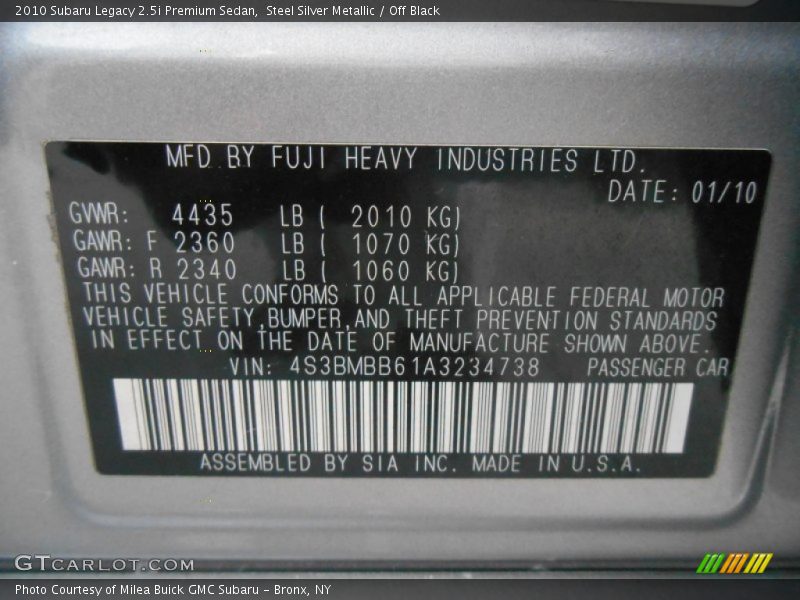 2010 Subaru Legacy 2.5i Premium Sedan,  Steel Silver Metallic / Off Black
MFD.BY FUJI HEAVY INDUSTRIES LTD.
DATE: 01/10
GVWR: 4435 LB ( 2010 KG)
GAWR: F 2360 LB ( 1070 KG)
GAWR: R 2340 LB ( 1060 KG)
THIS VEHICLE CONFORMS TO ALL APPLICABLE FEDERAL MOTOR
VEHICLE SAFETY,BUMPER,AND THEFT PREVENTION STANDARDS
IN EFFECT ON THE DATE OF MANUFACTURE SHOWN ABOVE.
VIN: 4S3BMBB61A3234738 PASSENGER CAR
ASSEMBLED BY SIA INC. MADE IN U.S.A.
GTCARLOT.COM
Photo Courtesy of Milea Buick GMC Subaru - Bronx, NY